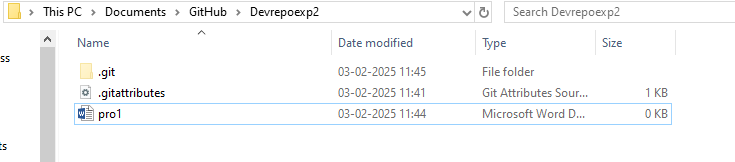 This PC > Documents > GitHub > Devrepoexp2
Search Devrepoexp2
Name Date modified Type Size
ss
.git 03-02-2025 11:45 File folder
.gitattributes 03-02-2025 11:41 Git Attributes Sour... 1 KB
pro1 03-02-2025 11:44 Microsoft Word D... 0 KB
ts